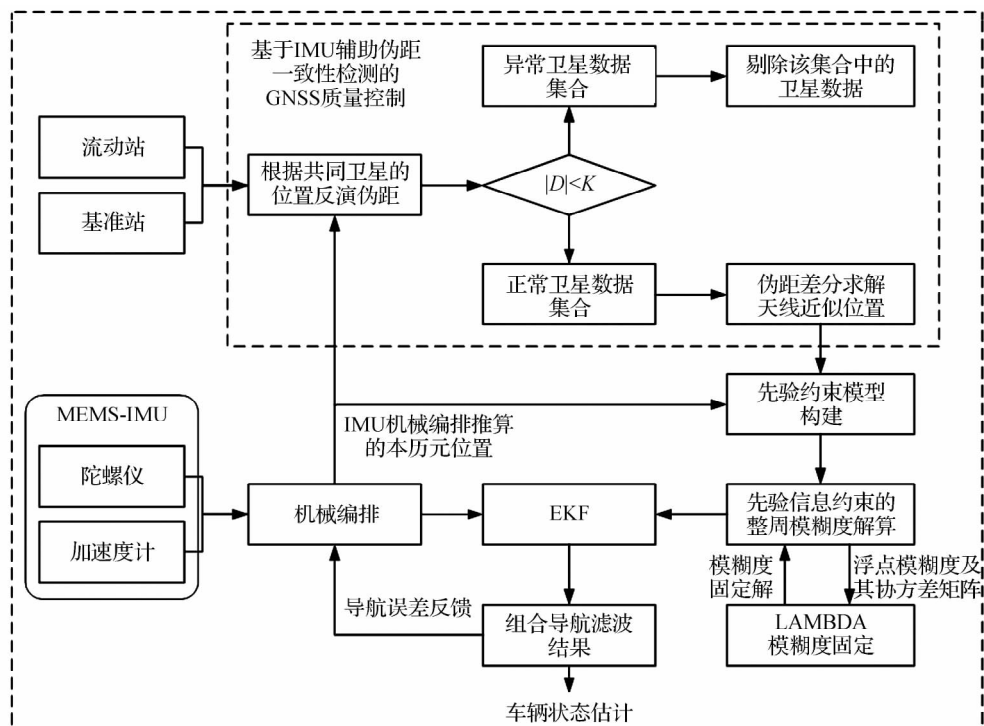 基于IMU辅助伪距
一致性检测的
GNSS质量控制
异常卫星数据
集合
剔除该集合中的
卫星数据
流动站
基准站
根据共同卫星的
位置反演伪距
|D|<K
正常卫星数据
集合
伪距差分求解
天线近似位置
MEMS-IMU
陀螺仪
加速度计
IMU机械编排推算
的本历元位置
先验约束模型
构建
机械编排
EKF
先验信息约束的
整周模糊度解算
模糊度
固定解
浮点模糊度及
其协方差矩阵
导航误差反馈
组合导航滤波
结果
LAMBDA
模糊度固定
车辆状态估计